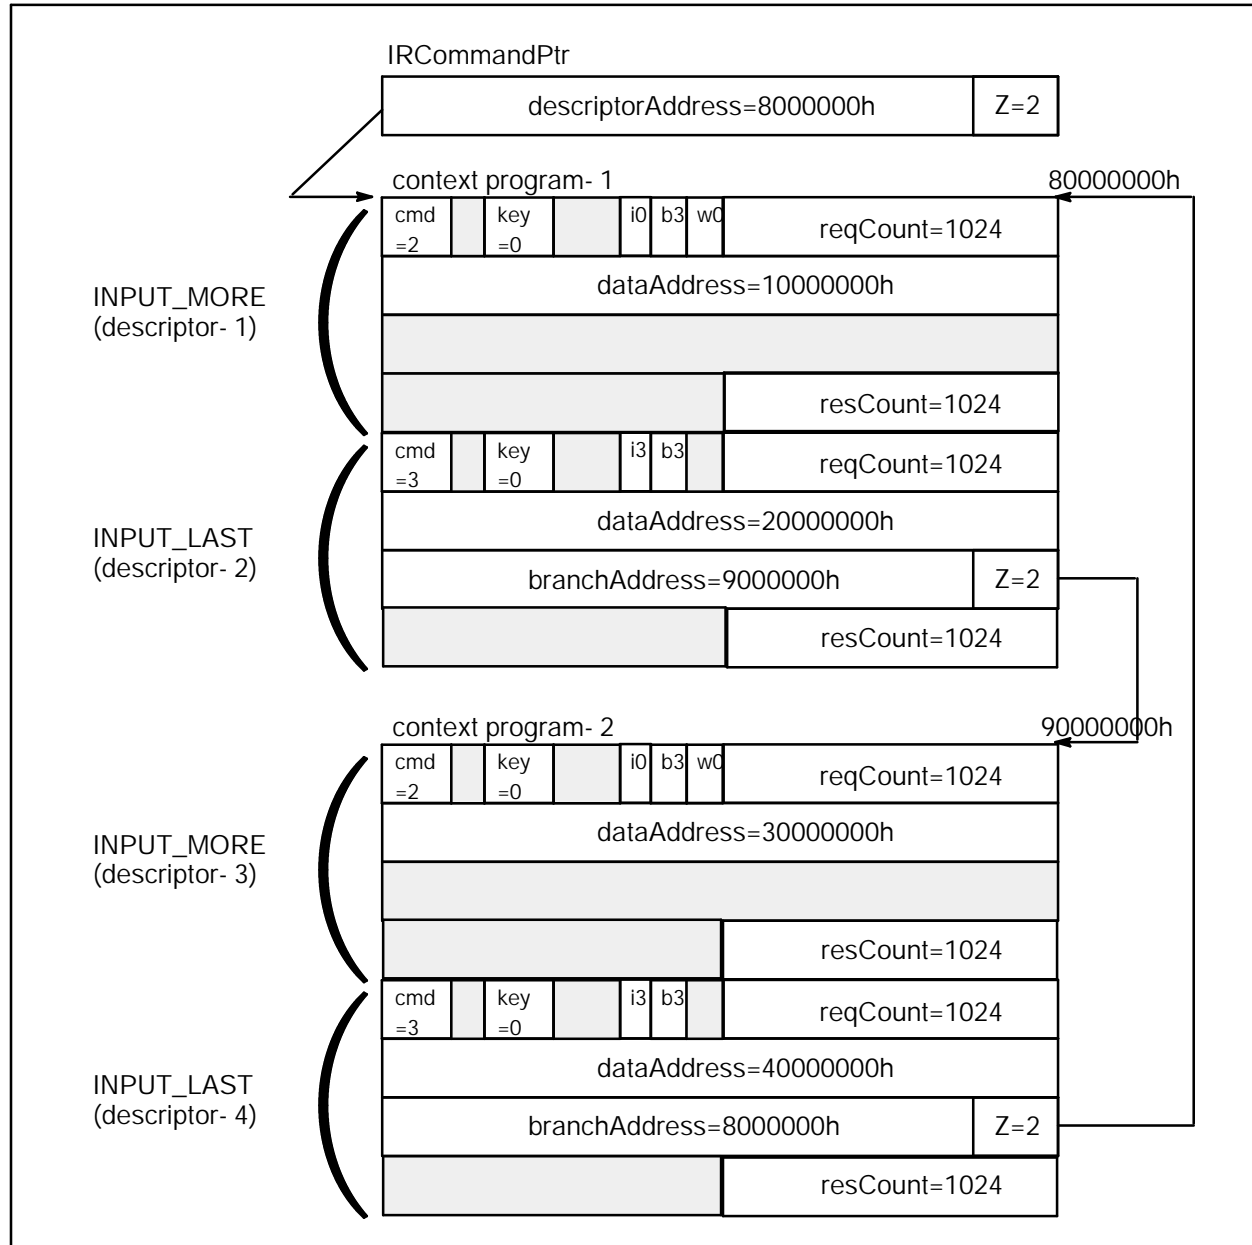 IRCommandPtr
descriptorAddress=8000000h Z=2
context program- 1 80000000h
cmd =2 key =0 i0 b3 w0 reqCount=1024
INPUT_MORE
(descriptor- 1)
dataAddress=10000000h
resCount=1024
cmd =3 key =0 i3 b3 reqCount=1024
INPUT_LAST
(descriptor- 2)
dataAddress=20000000h
branchAddress=9000000h Z=2
resCount=1024
context program- 2 90000000h
cmd =2 key =0 i0 b3 w0 reqCount=1024
INPUT_MORE
(descriptor- 3)
dataAddress=30000000h
resCount=1024
cmd =3 key =0 i3 b3 reqCount=1024
INPUT_LAST
(descriptor- 4)
dataAddress=40000000h
branchAddress=8000000h Z=2
resCount=1024